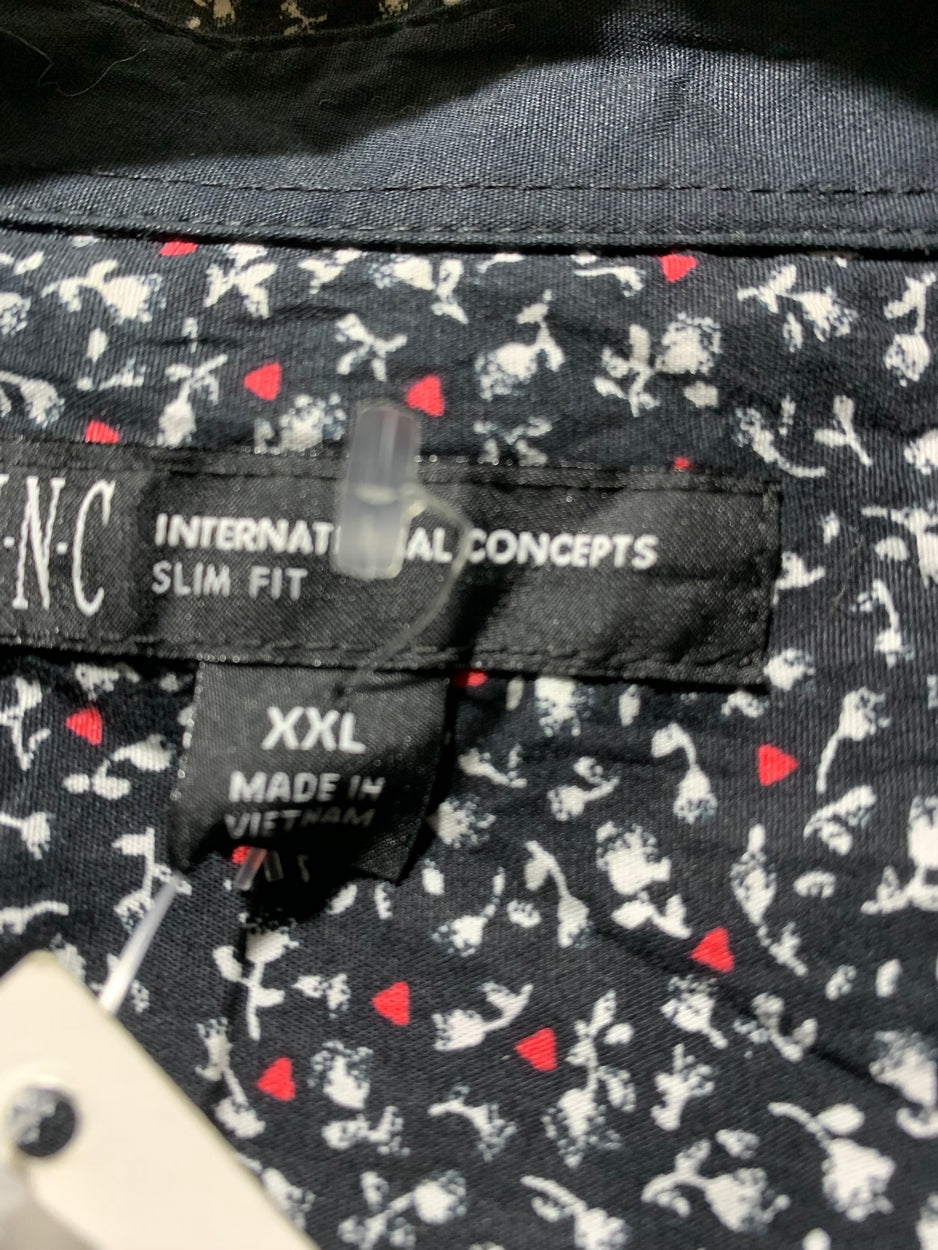 I·N·C INTERNATIONAL CONCEPTS
SLIM FIT
XXL
MADE IN
VIETNAM